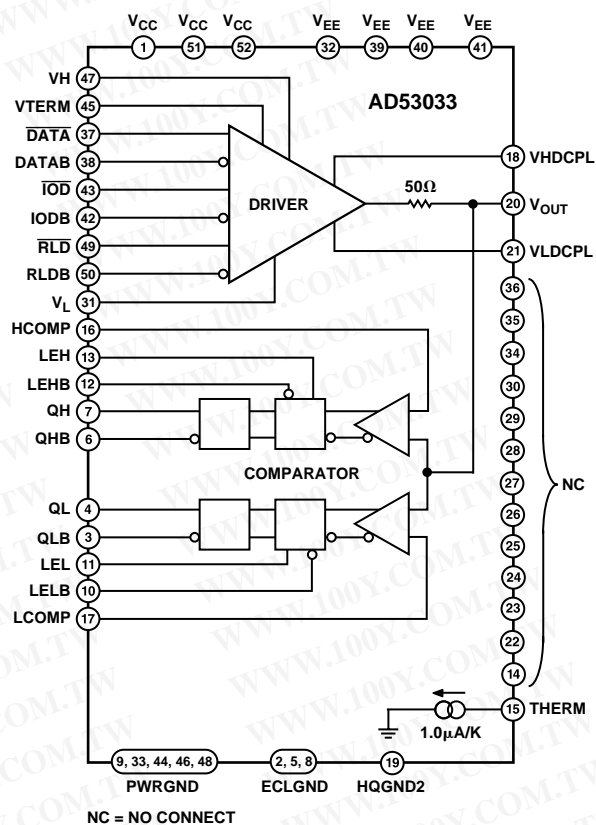 VCC VCC VCC VEE VEE VEE VEE
1 51 52 32 39 40 41
AD53033
VH 47
VTERM 45
DATA 37
DATAB 38
IOD 43
IODB 42
RLD 49
RLDB 50
VL 31
HCOMP 16
LEH 13
LEHB 12
QH 7
QHB 6
QL 4
QLB 3
LEL 11
LELB 10
LCOMP 17
DRIVER
50Ω
COMPARATOR
18 VHDCPL
20 VOUT
21 VLDCPL
36
35
34
30
29
28
27
26
25
24
23
22
14
NC
15 THERM
1.0µA/K
9, 33, 44, 46, 48 2, 5, 8 19
PWRGND ECLGND HQGND2
NC = NO CONNECT
WWW.100Y.COM.TW